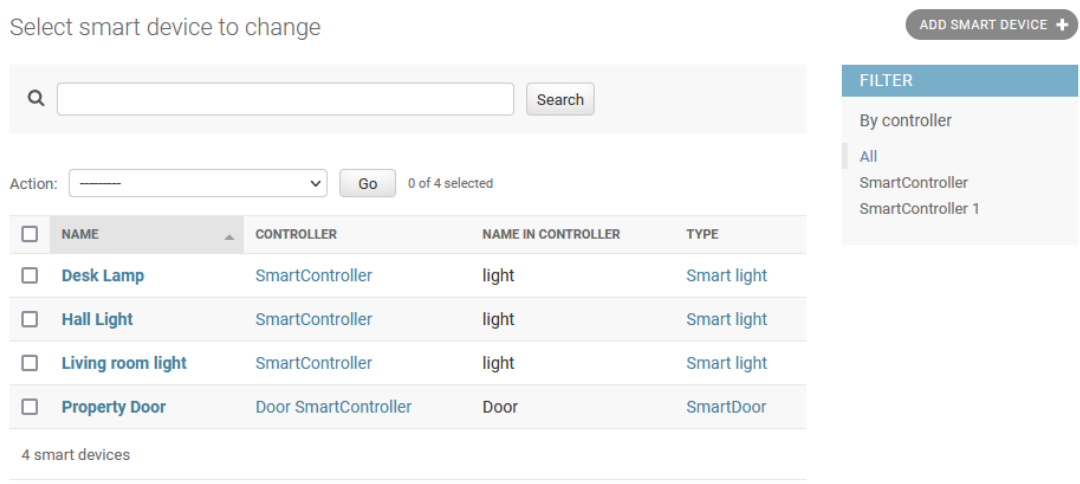 Select smart device to change
ADD SMART DEVICE +
Search
Action: --------- Go 0 of 4 selected
NAME CONTROLLER NAME IN CONTROLLER TYPE
Desk Lamp SmartController light Smart light
Hall Light SmartController light Smart light
Living room light SmartController light Smart light
Property Door Door SmartController Door SmartDoor
4 smart devices
FILTER
By controller
All
SmartController
SmartController 1